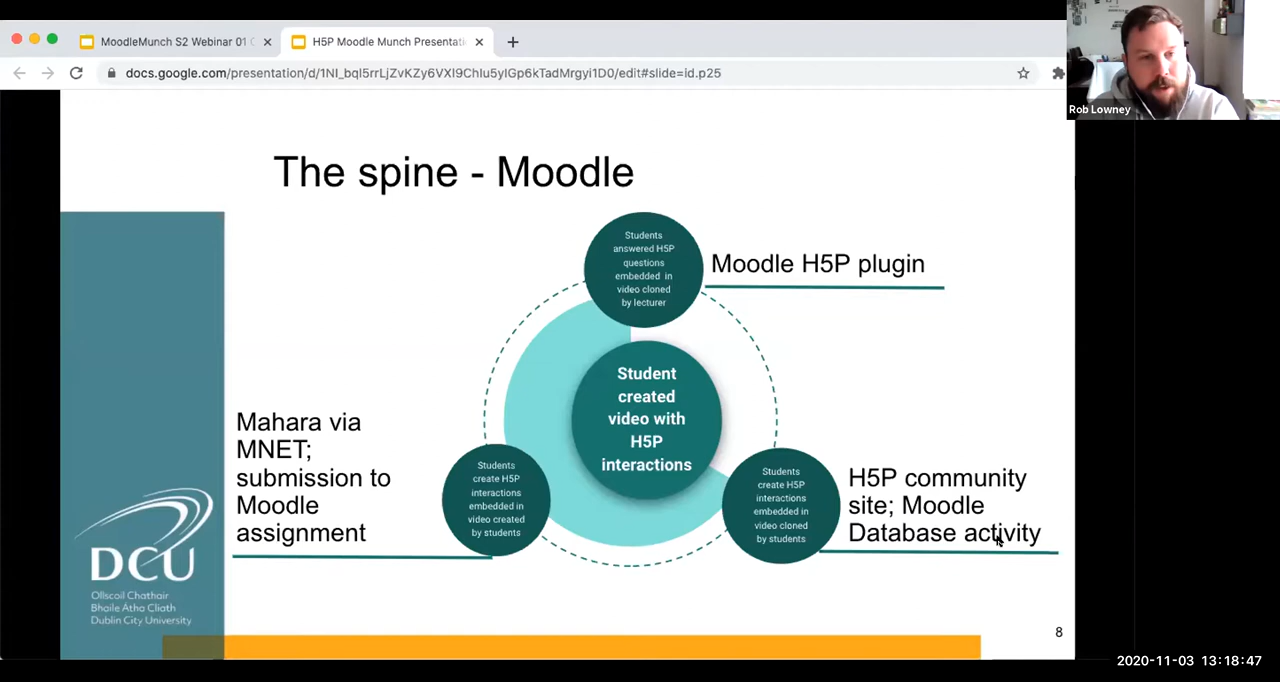 MoodleMunch S2 Webinar 01
H5P Moodle Munch Presentati
docs.google.com/presentation/d/1NI_bqI5rrLjZvKZy6VXI9ChIu5yIGp6kTadMrgyi1D0/edit#slide=id.p25
Rob Lowney
The spine - Moodle
Students
answered H5P
questions
embedded in
video cloned
by lecturer
Moodle H5P plugin
Student
created
video with
H5P
interactions
Mahara via
MNET;
submission to
Moodle
assignment
Students
create H5P
interactions
embedded in
video created
by students
Students
create H5P
interactions
embedded in
video cloned
by students
H5P community
site; Moodle
Database activity
DCU
Ollscoil Chathair
Bhaile Átha Cliath
Dublin City University
8
2020-11-03 13:18:47